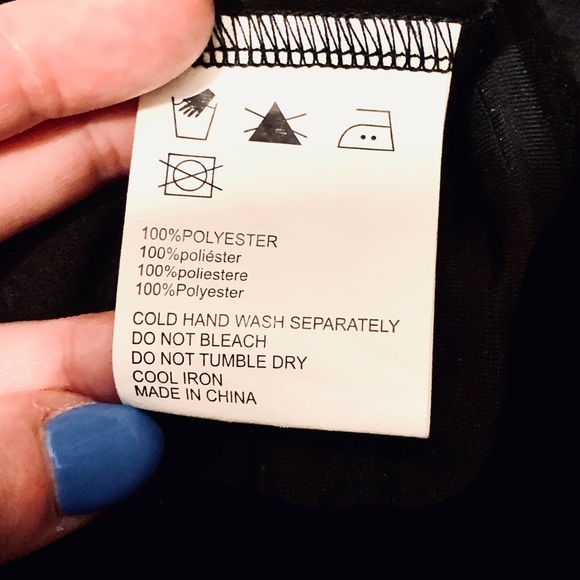 100%POLYESTER
100%poliéster
100%poliestere
100%Polyester
COLD HAND WASH SEPARATELY
DO NOT BLEACH
DO NOT TUMBLE DRY
COOL IRON
MADE IN CHINA